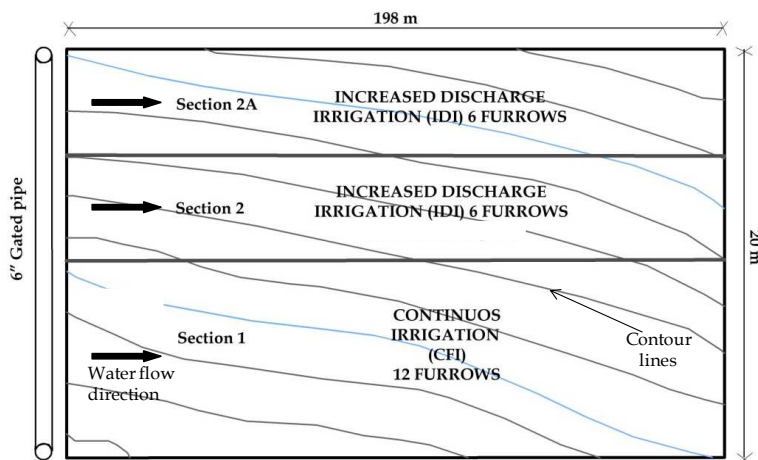 198 m
Section 2A
INCREASED DISCHARGE
IRRIGATION (IDI) 6 FURROWS
Section 2
INCREASED DISCHARGE
IRRIGATION (IDI) 6 FURROWS
6″ Gated pipe
20 m
Section 1
CONTINUOS
IRRIGATION
(CFI)
12 FURROWS
Contour
lines
Water flow
direction